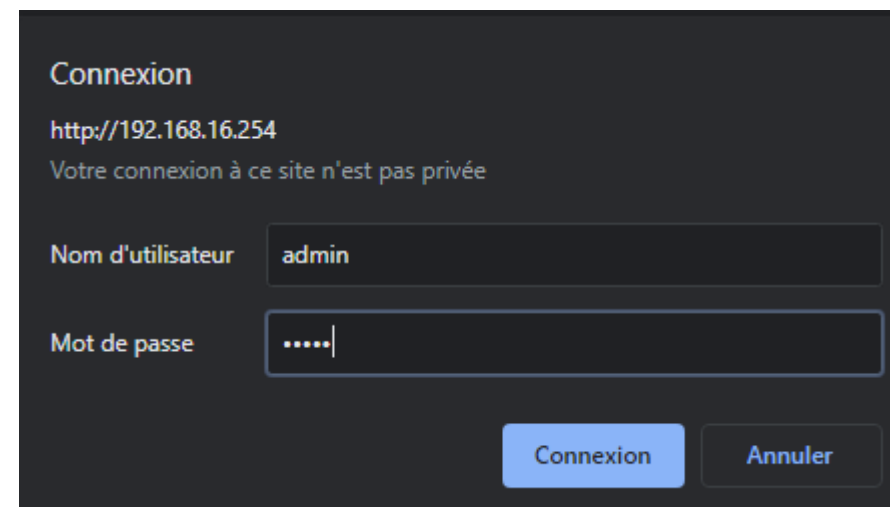 Connexion
http://192.168.16.254
Votre connexion à ce site n'est pas privée
Nom d'utilisateur admin
Mot de passe •••••
Connexion Annuler